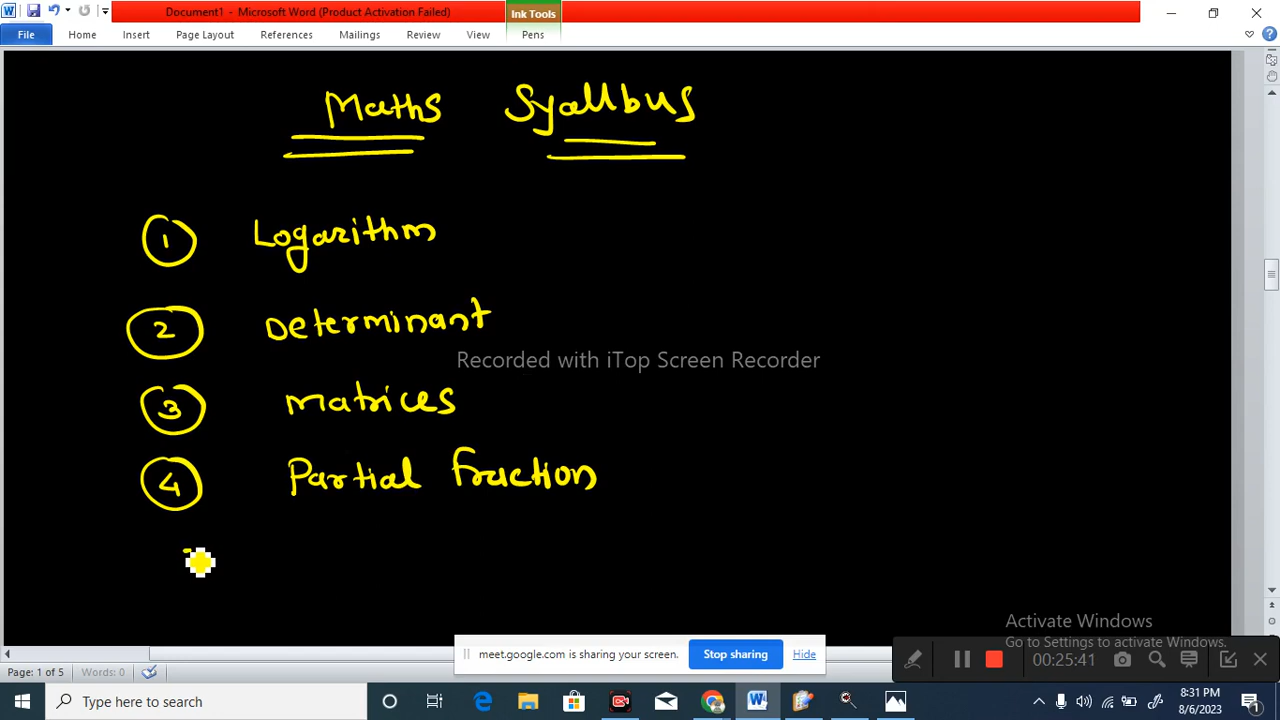 Document1 - Microsoft Word (Product Activation Failed)
Ink Tools
File Home Insert Page Layout References Mailings Review View Pens
Maths Syallbus
1 Logarithm
2 Determinant
Recorded with iTop Screen Recorder
3 matrices
4 Partial fraction
Activate Windows
Go to Settings to activate Windows.
meet.google.com is sharing your screen. Stop sharing Hide
00:25:41
Page: 1 of 5 Words: 0
Type here to search
8:31 PM
8/6/2023